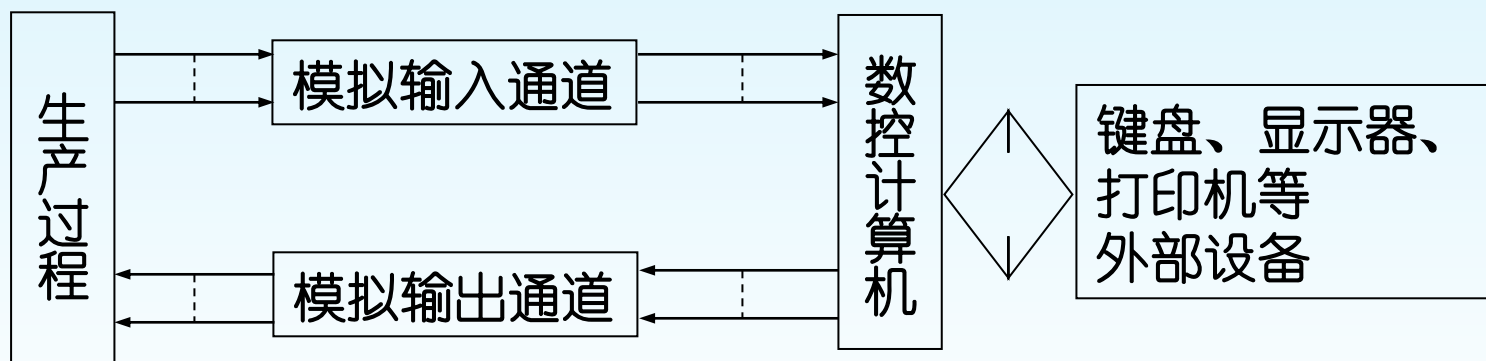 生产过程
模拟输入通道
模拟输出通道
数控计算机
键盘、显示器、
打印机等
外部设备